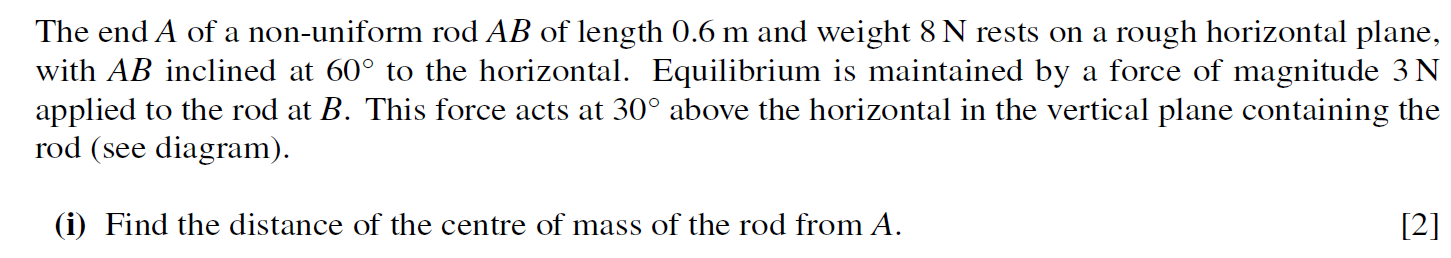 The end A of a non-uniform rod AB of length 0.6 m and weight 8 N rests on a rough horizontal plane,
with AB inclined at 60° to the horizontal. Equilibrium is maintained by a force of magnitude 3 N
applied to the rod at B. This force acts at 30° above the horizontal in the vertical plane containing the
rod (see diagram).
(i) Find the distance of the centre of mass of the rod from A. [2]